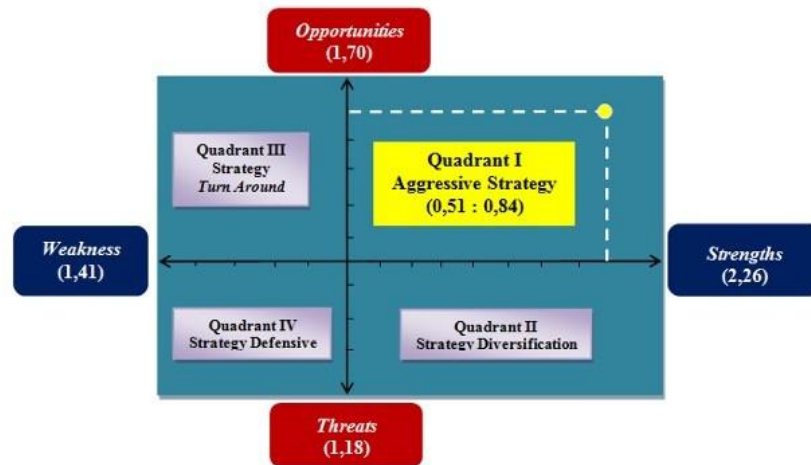 Opportunities
(1,70)
Quadrant III
Strategy
Turn Around
Quadrant I
Aggressive Strategy
(0,51 : 0,84)
Weakness
(1,41)
Strengths
(2,26)
Quadrant IV
Strategy Defensive
Quadrant II
Strategy Diversification
Threats
(1,18)